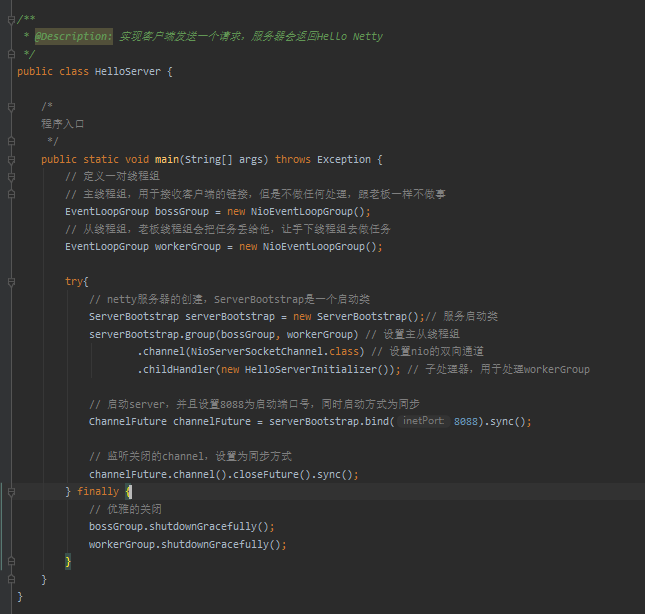 /**
 * @Description: 实现客户端发送一个请求，服务器会返回Hello Netty
 */
public class HelloServer {
    /*
    程序入口
     */
    public static void main(String[] args) throws Exception {
        // 定义一对线程组
        // 主线程组，用于接收客户端的链接，但是不做任何处理，跟老板一样不做事
        EventLoopGroup bossGroup = new NioEventLoopGroup();
        // 从线程组，老板线程组会把任务丢给他，让手下线程组去做任务
        EventLoopGroup workerGroup = new NioEventLoopGroup();
        try{
            // netty服务器的创建，ServerBootstrap是一个启动类
            ServerBootstrap serverBootstrap = new ServerBootstrap();// 服务启动类
            serverBootstrap.group(bossGroup, workerGroup) // 设置主从线程组
                    .channel(NioServerSocketChannel.class) // 设置nio的双向通道
                    .childHandler(new HelloServerInitializer()); // 子处理器，用于处理workerGroup
            // 启动server，并且设置8088为启动端口号，同时启动方式为同步
            ChannelFuture channelFuture = serverBootstrap.bind( inetPort: 8088).sync();
            // 监听关闭的channel，设置为同步方式
            channelFuture.channel().closeFuture().sync();
        } finally {
            // 优雅的关闭
            bossGroup.shutdownGracefully();
            workerGroup.shutdownGracefully();
        }
    }
}